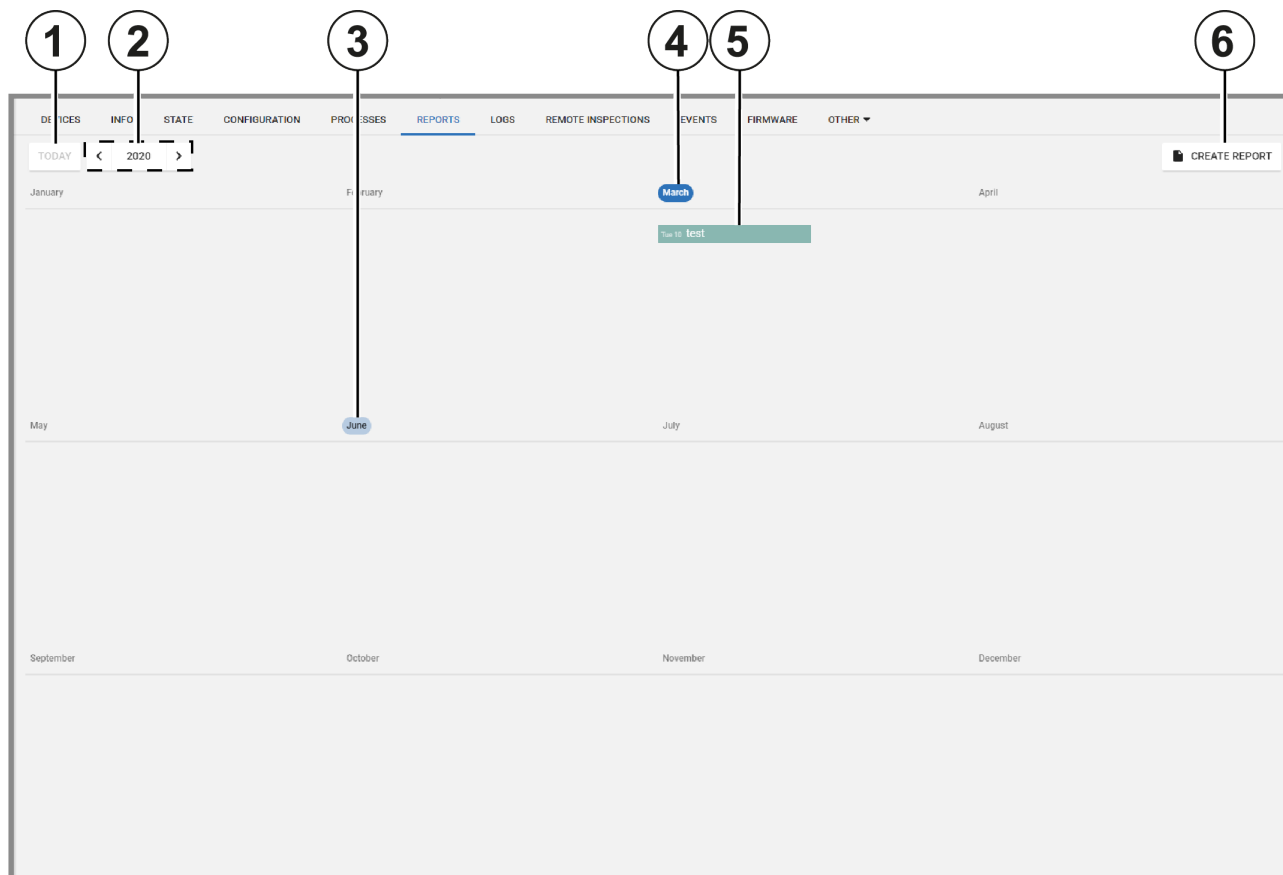 1 2 3 4 5 6
DEVICES INFO STATE CONFIGURATION PROCESSES REPORTS LOGS REMOTE INSPECTIONS EVENTS FIRMWARE OTHER
TODAY 2020 CREATE REPORT
January February March April
Tue 10 test
May June July August
September October November December